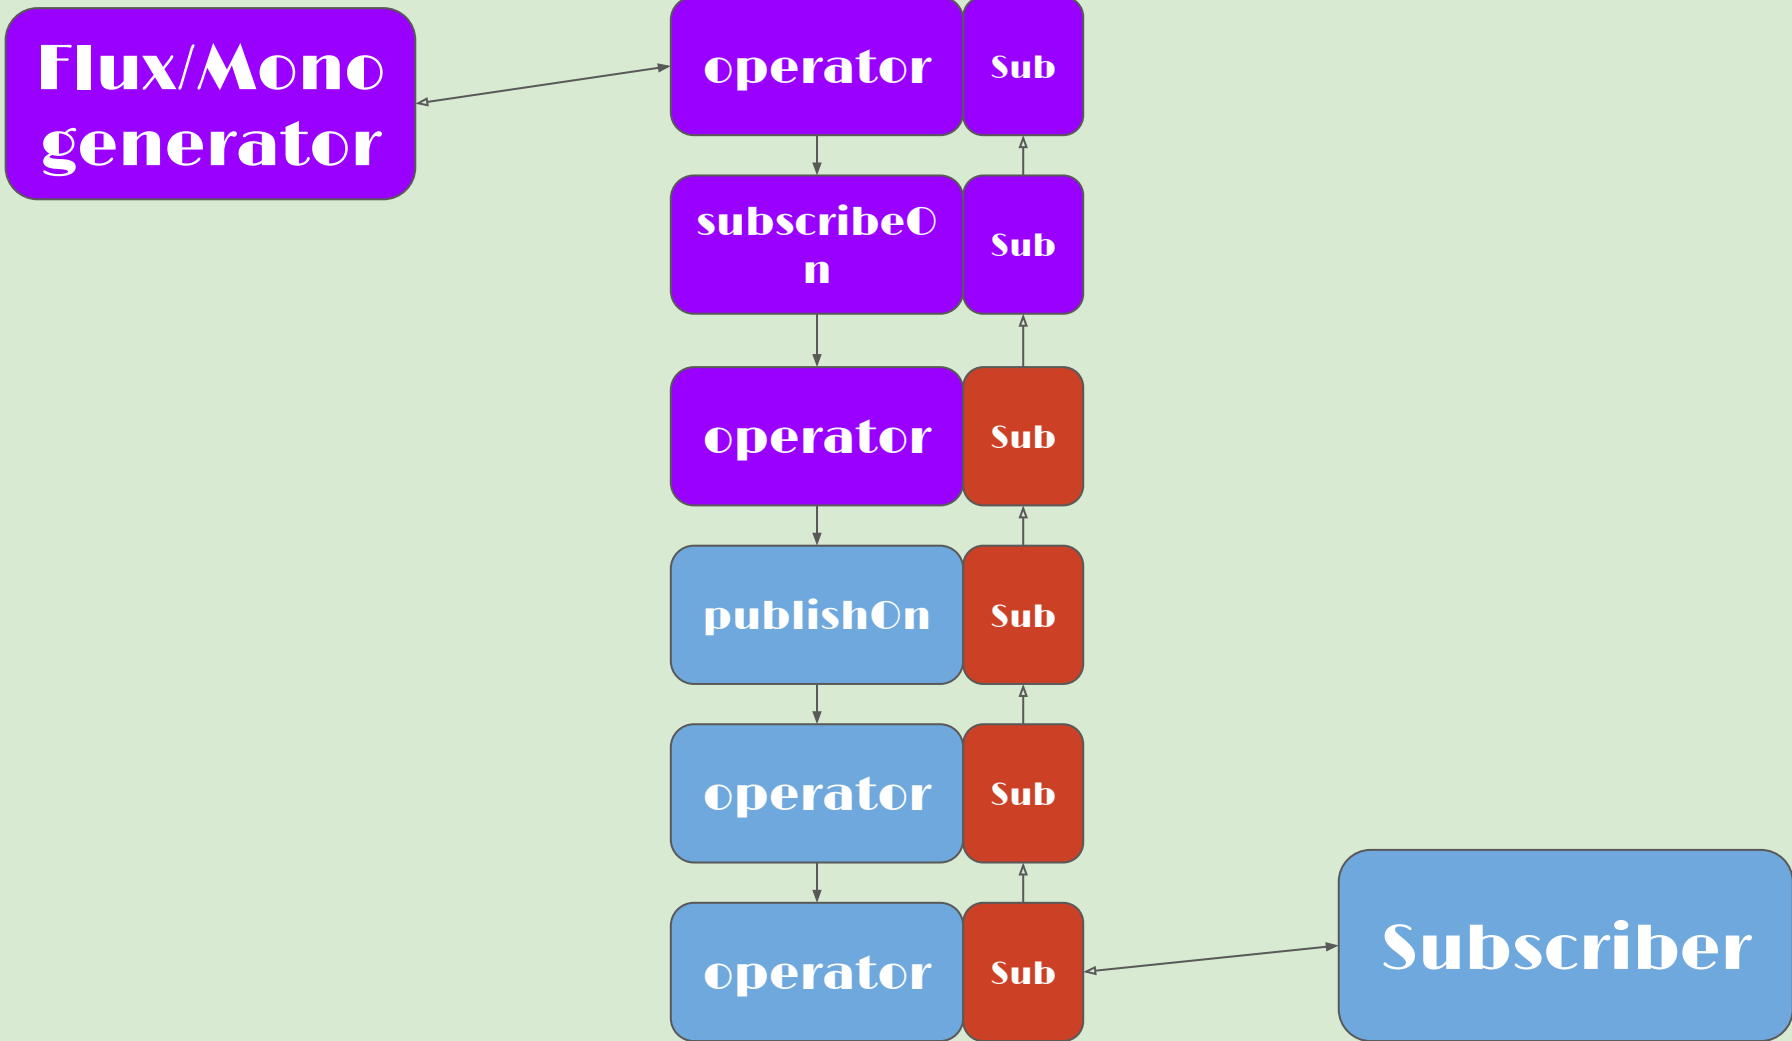 Flux/Mono
generator
operator
Sub
subscribeO
n
Sub
operator
Sub
publishOn
Sub
operator
Sub
operator
Sub
Subscriber